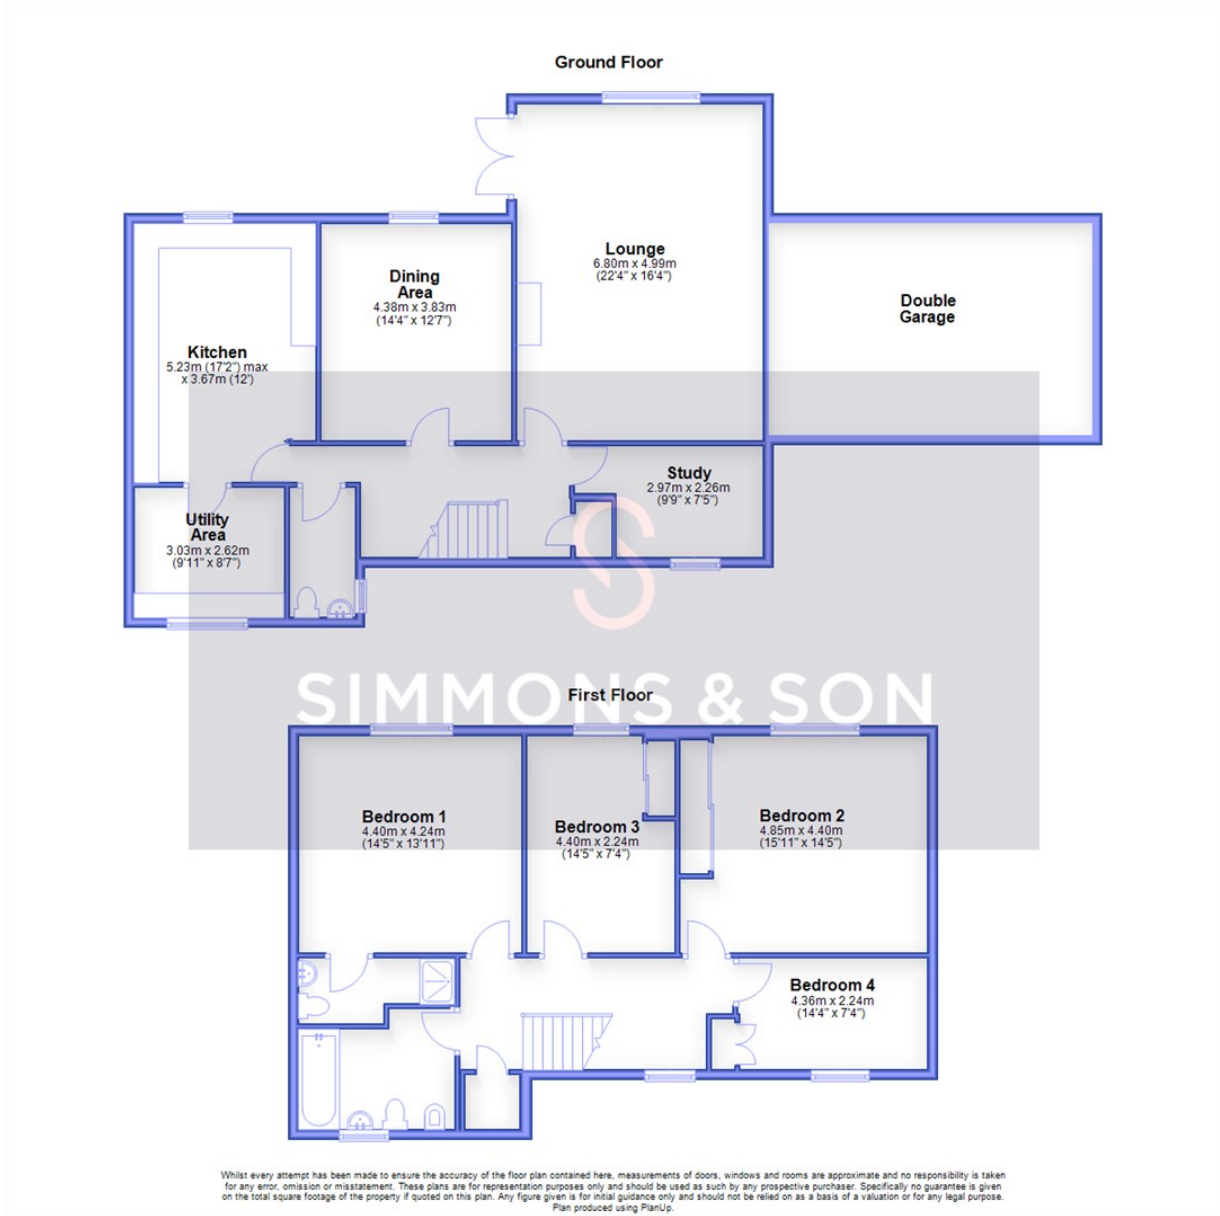 Ground Floor
Lounge
6.80m x 4.99m
(22'4" x 16'4")
Dining
Area
4.38m x 3.83m
(14'4" x 12'7")
Double
Garage
Kitchen
5.23m (17'2") max
x 3.67m (12')
Study
2.97m x 2.26m
(9'9" x 7'5")
Utility
Area
3.03m x 2.62m
(9'11" x 8'7")
SIMMONS & SON
First Floor
Bedroom 1
4.40m x 4.24m
(14'5" x 13'11")
Bedroom 3
4.40m x 2.24m
(14'5" x 7'4")
Bedroom 2
4.85m x 4.40m
(15'11" x 14'5")
Bedroom 4
4.36m x 2.24m
(14'4" x 7'4")
Whilst every attempt has been made to ensure the accuracy of the floor plan contained here, measurements of doors, windows and rooms are approximate and no responsibility is taken
for any error, omission or misstatement. These plans are for representation purposes only and should be used as such by any prospective purchaser. Specifically no guarantee is given
on the total square footage of the property if quoted on this plan. Any figure given is for initial guidance only and should not be relied on as a basis of a valuation or for any legal purpose.
Plan produced using PlanUp.